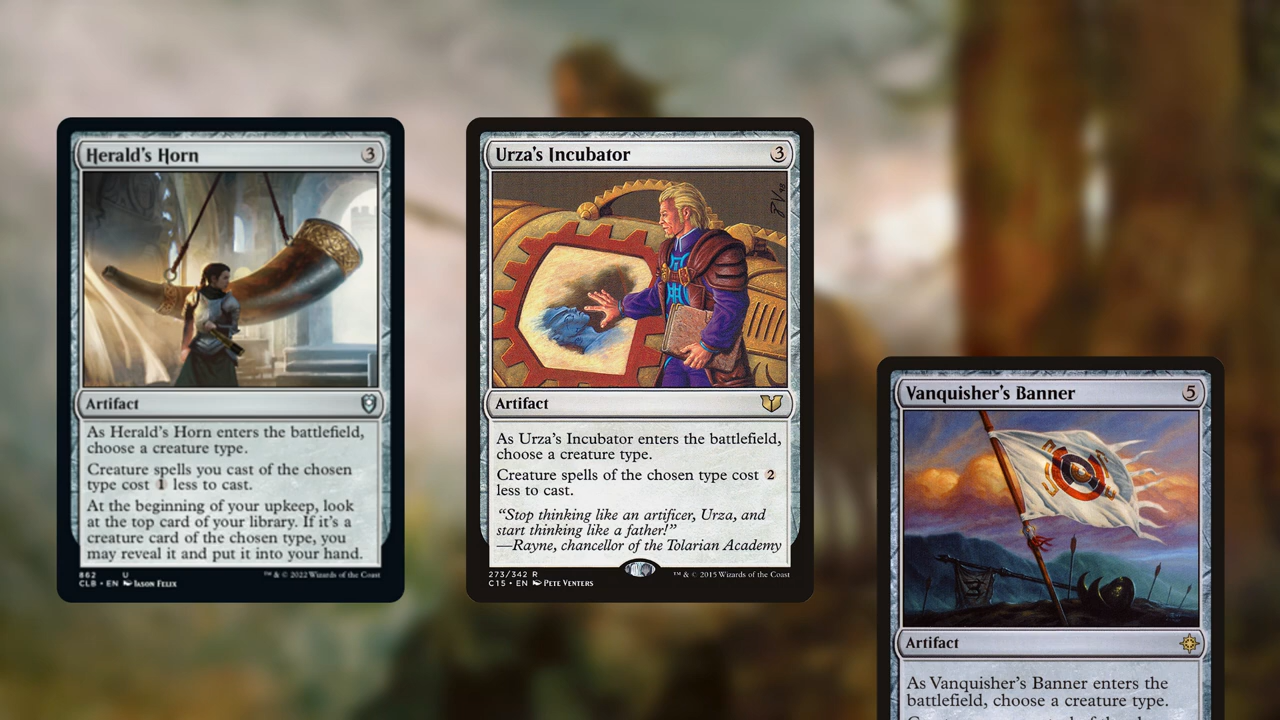 Herald's Horn 3
Artifact
As Herald's Horn enters the battlefield,
choose a creature type.
Creature spells you cast of the chosen
type cost 1 less to cast.
At the beginning of your upkeep, look
at the top card of your library. If it's a
creature card of the chosen type, you
may reveal it and put it into your hand.
862 U
CLB • EN Jason Felix
™ & © 2022 Wizards of the Coast
Urza's Incubator 3
Artifact
As Urza's Incubator enters the battlefield,
choose a creature type.
Creature spells of the chosen type cost 2
less to cast.
“Stop thinking like an artificer, Urza, and
start thinking like a father!”
—Rayne, chancellor of the Tolarian Academy
273/342 R
C15 • EN Pete Venters
™ & © 2015 Wizards of the Coast
Vanquisher's Banner 5
Artifact
As Vanquisher's Banner enters the
battlefield, choose a creature type.